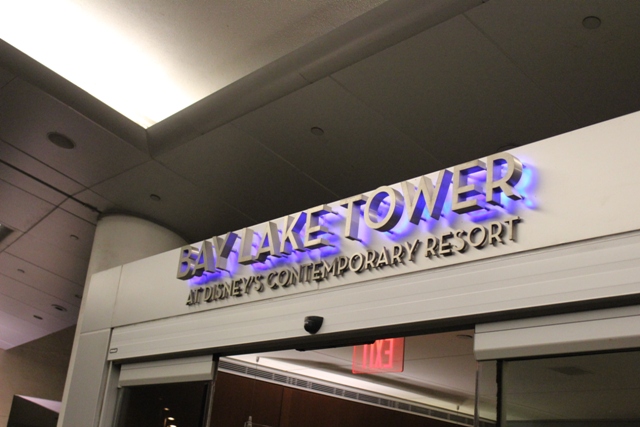 BAY LAKE TOWER
AT DISNEY'S CONTEMPORARY RESORT
EXIT